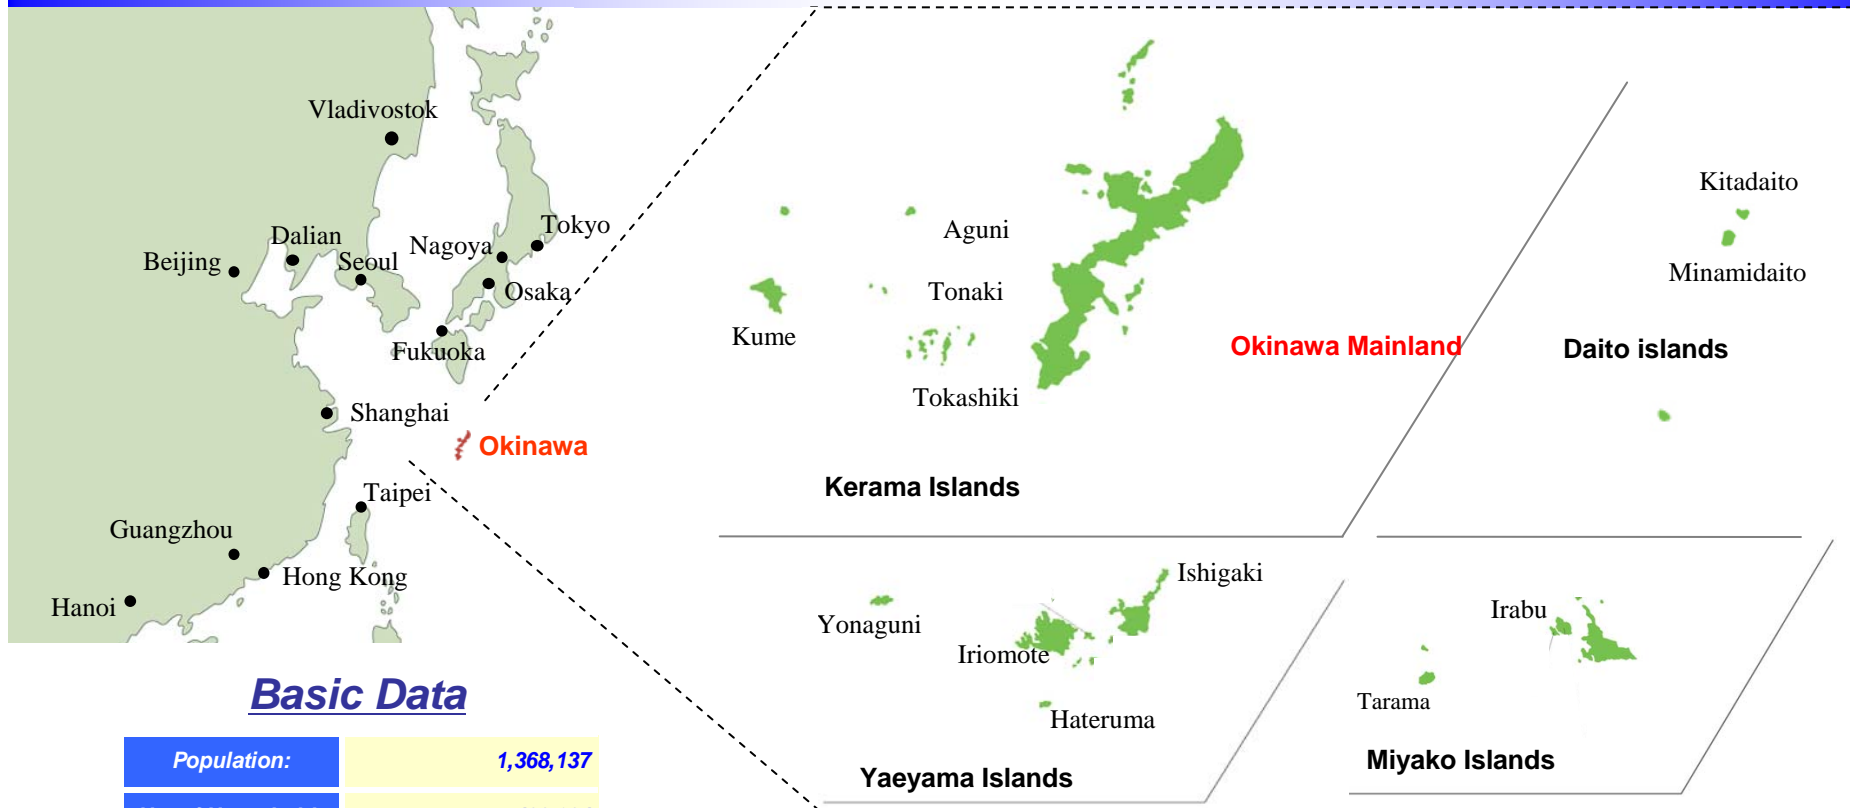 Vladivostok
Tokyo
Nagoya
Dalian
Beijing
Seoul
Osaka
Fukuoka
Shanghai
Okinawa
Taipei
Guangzhou
Hong Kong
Hanoi
Aguni
Tonaki
Kume
Tokashiki
Okinawa Mainland
Kerama Islands
Kitadaito
Minamidaito
Daito islands
Ishigaki
Yonaguni
Iriomote
Hateruma
Yaeyama Islands
Irabu
Tarama
Miyako Islands
Basic Data
Population: 1,368,137